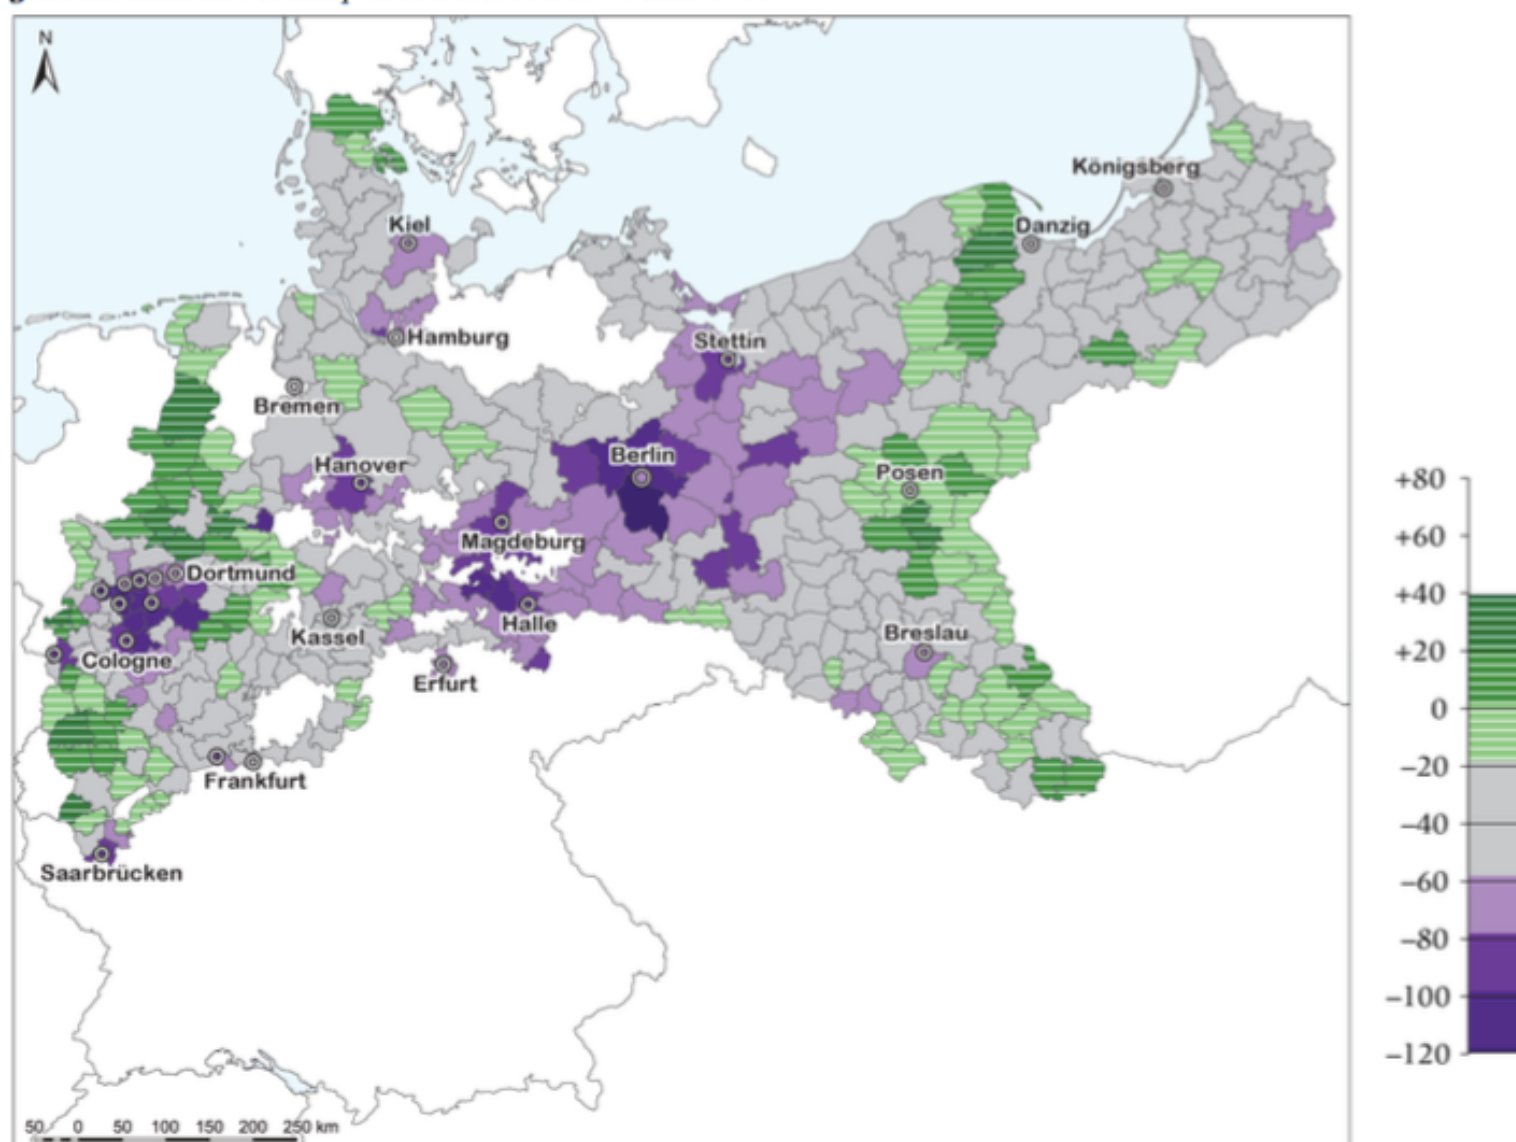 N
Königsberg
Kiel
Danzig
Hamburg
Stettin
Bremen
Hanover
Berlin
Posen
Magdeburg
Dortmund
Halle
Kassel
Breslau
Cologne
Erfurt
Frankfurt
Saarbrücken
50 0 50 100 150 200 250 km
+80
+60
+40
+20
0
−20
−40
−60
−80
−100
−120